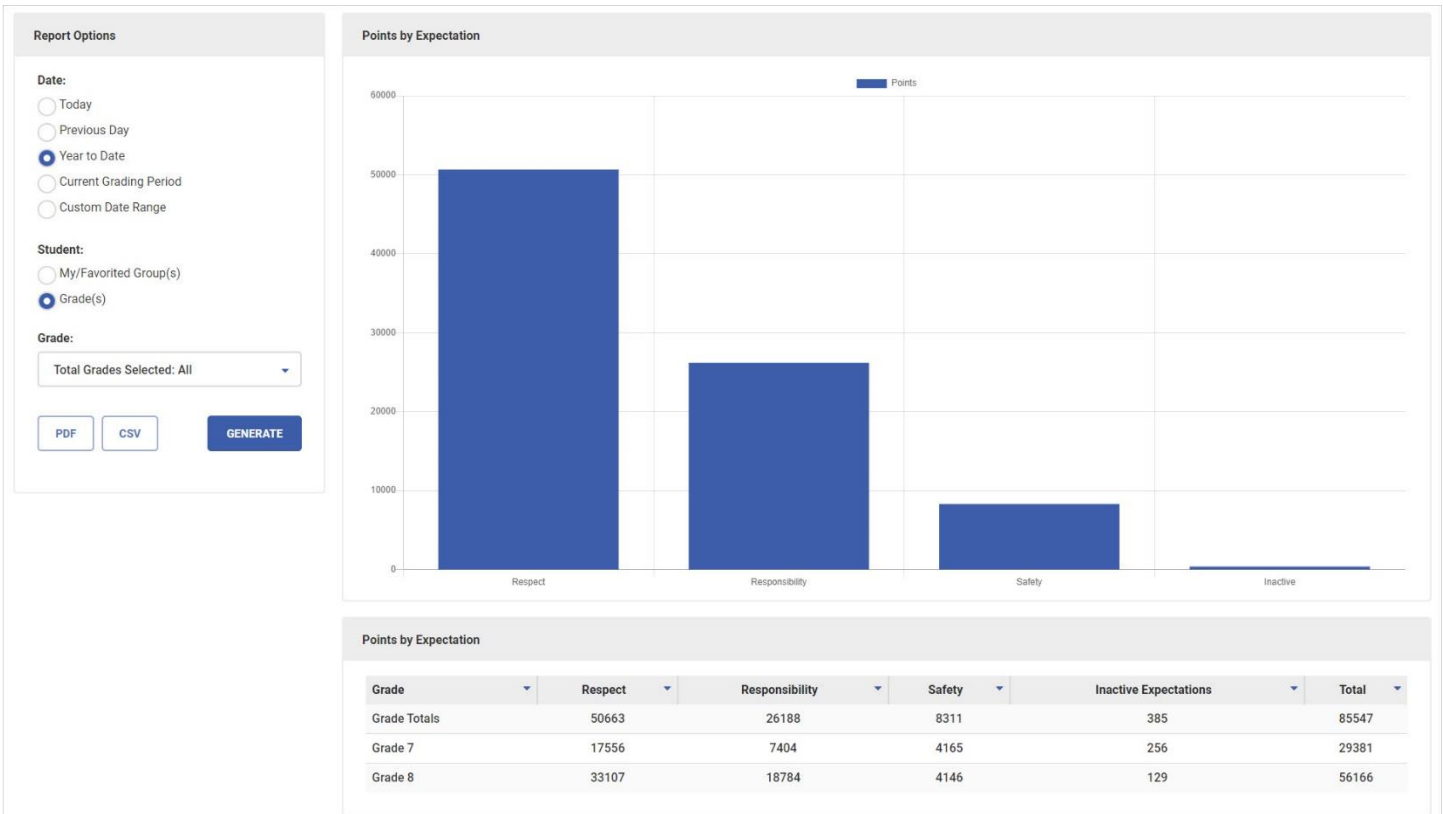 Report Options
Date:
Today
Previous Day
Year to Date
Current Grading Period
Custom Date Range
Student:
My/Favorited Group(s)
Grade(s)
Grade:
Total Grades Selected: All
PDF CSV GENERATE
Points by Expectation
Points
60000
50000
40000
30000
20000
10000
0
Respect Responsibility Safety Inactive
Points by Expectation
Grade Respect Responsibility Safety Inactive Expectations Total
Grade Totals 50663 26188 8311 385 85547
Grade 7 17556 7404 4165 256 29381
Grade 8 33107 18784 4146 129 56166